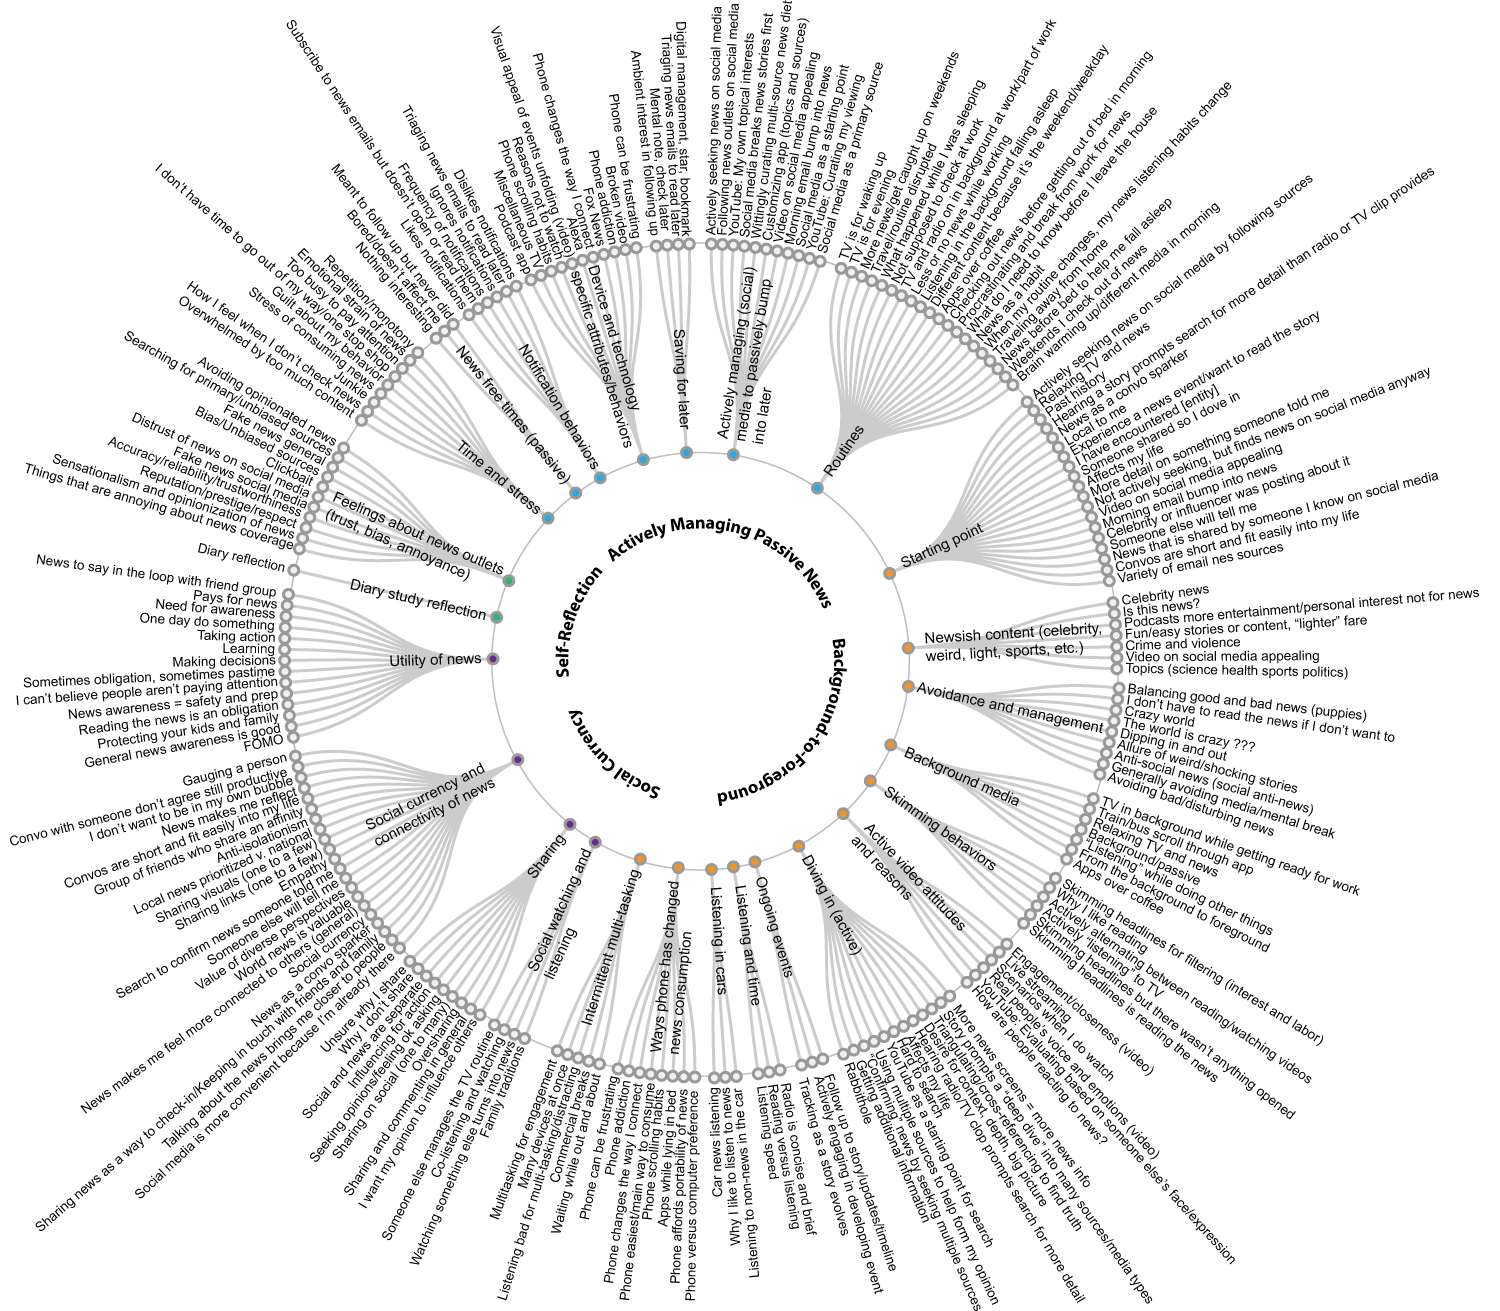 Actively Managing Passive News
Background-to-Foreground
Social Currency
Self-Reflection
Actively managing (social)
media to passively bump
into later
Actively seeking news on social media
Following news outlets on social media
YouTube: My own topical interests
Social media breaks news stories first
Wittingly curating multi-source news diet
Customizing app (topics and sources)
Video on social media appealing
Morning email bump into news
Social media as a starting point
YouTube: Curating my viewing
Social media as a primary source
Routines
TV is for waking up
TV is for evening
More news/get caught up on weekends
Travel/routine disrupted
What happened while I was sleeping
Not supposed to check at work
TV and radio on in background at work/part of work
Less or no news while working
Listening in the background falling asleep
Different content because it's the weekend/weekday
Apps over coffee
Checking out news before getting out of bed in morning
Procrastinating and break from work for news
What do I need to know before I leave the house
News as a habit
When my routine changes, my news listening habits change
Traveling away from home
News before bed to help me fall asleep
Weekends I check out of news
Brain warming up/different media in morning
Starting point
Actively seeking news on social media by following sources
Relaxing TV and news
Past history
Hearing a story prompts search for more detail than radio or TV clip provides
News as a convo sparker
Local to me
Experience a news event/want to read the story
I have encountered [entity]
Someone shared so I dove in
Affects my life
More detail on something someone told me
Not actively seeking, but finds news on social media anyway
Video on social media appealing
Morning email bump into news
Celebrity or influencer was posting about it
Someone else will tell me
News that is shared by someone I know on social media
Convos are short and fit easily into my life
Variety of email nes sources
Newsish content (celebrity,
weird, light, sports, etc.)
Celebrity news
Is this news?
Podcasts more entertainment/personal interest not for news
Fun/easy stories or content, “lighter” fare
Crime and violence
Video on social media appealing
Topics (science health sports politics)
Avoidance and management
Balancing good and bad news (puppies)
I don’t have to read the news if I don’t want to
Crazy world
The world is crazy ???
Dipping in and out
Allure of weird/shocking stories
Anti-social news (social anti-news)
Generally avoiding media/mental break
Avoiding bad/disturbing news
Background media
TV in background while getting ready for work
Train/bus scroll through app
Relaxing TV and news
Background/passive
“Listening” while doing other things
From the background to foreground
Apps over coffee
Skimming behaviors
Skimming headlines for filtering (interest and labor)
Why I like reading
Actively alternating between reading/watching videos
Actively “listening” to TV
Skimming headlines but there wasn’t anything opened
Skimming headlines is reading the news
Active video attitudes
and reasons
Engagement/closeness (video)
Live streaming
Scenarios when I do watch
Real people’s voice and emotions (video)
YouTube: Evaluating based on someone else’s face/expression
How are people reacting to news?
Diving in (active)
More news screens = more news info
Story prompts a “deep dive” into many sources/media types
Triangulating/cross-referencing to find truth
Desire for context, depth, big picture
Hearing radio/TV clop prompts search for more detail
Affects my life
Hard to search
YouTube as a starting point for search
Using multiple sources to help form my opinion
Confirming news by seeking multiple sources
Getting additional information
Rabbithole
Ongoing events
Follow up to story/updates/timeline
Actively engaging in developing event
Tracking as a story evolves
Listening and time
Radio is concise and brief
Reading versus listening
Listening speed
Listening in cars
Listening to non-news in the car
Why I like to listen to news
Car news listening
Ways phone has changed
news consumption
Phone versus computer preference
Phone affords portability of news
Apps while lying in bed
Phone scrolling habits
Phone easiest/main way to consume
Phone changes the way I connect
Phone addiction
Phone can be frustrating
Intermittent multi-tasking
Waiting while out and about
Commercial breaks
Listening bad for multi-tasking/distracting
Many devices at once
Multitasking for engagement
Social watching and
listening
Family traditions
Watching something else turns into news
Co-listening and watching
Someone else manages the TV routine
Sharing
I want my opinion to influence others
Sharing and commenting in general
Oversharing
Sharing on social (one to many)
Seeking opinions/feeling ok asking
Influencing for action
Social and news are separate
Why I don’t share
Unsure why I share
Social currency and
connectivity of news
Social media is more convenient because I’m already there
Talking about the news brings me closer to people
Sharing news as a way to check-in/Keeping in touch with friends and family
News as a convo sparker
Social currency
News makes me feel more connected to others (general)
World news is valuable
Value of diverse perspectives
Someone else will tell me
Search to confirm news someone told me
Empathy
Sharing links (one to a few)
Sharing visuals (one to a few)
Local news prioritized v. national
Anti-isolationism
Group of friends who share an affinity
Convos are short and fit easily into my life
News makes me reflect
I don’t want to be in my own bubble
Convo with someone don’t agree still productive
Gauging a person
Utility of news
FOMO
General news awareness is good
Protecting your kids and family
Reading the news is an obligation
News awareness = safety and prep
I can’t believe people aren’t paying attention
Sometimes obligation, sometimes pastime
Making decisions
Learning
Taking action
One day do something
Need for awareness
Pays for news
News to say in the loop with friend group
Diary study reflection
Diary reflection
Feelings about news outlets
(trust, bias, annoyance)
Things that are annoying about news coverage
Sensationalism and opinionization of news
Reputation/prestige/respect
Accuracy/reliability/trustworthiness
Fake news social media
Distrust of news on social media
Clickbait
Bias/Unbiased sources
Fake news general
Searching for primary/unbiased sources
Avoiding opinionated news
Time and stress
Overwhelmed by too much content
Junkie
How I feel when I don’t check news
Stress of consuming news
Guilt about my behavior
I don’t have time to go out of my way/one stop shop
Too busy to pay attention
Emotional strain of news
Repetition/monotony
News free times (passive)
Nothing interesting
Bored/doesn’t affect me
Meant to follow up but never did
Notification behaviors
Likes notifications
Subscribe to news emails but doesn’t open or read them
Frequency of notifications
Ignores notifications
Triaging news emails to read later
Dislikes notifications
Device and technology
specific attributes/behaviors
Podcast app
Miscellaneous TV
Phone scrolling habits
Reasons not to watch
Visual appeal of events unfolding (video)
Alexa
Phone changes the way I connect
Fox News
Phone addiction
Broken video
Phone can be frustrating
Saving for later
Ambient interest in following up
Mental note, check later
Triaging news emails to read later
Digital management, star, bookmark